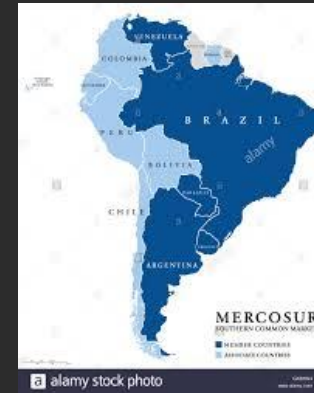 VENEZUELA
COLOMBIA
PERU
BRAZIL
BOLIVIA
CHILE
PARAGUAY
ARGENTINA
MERCOSUR
SOUTHERN COMMON MARKET
MEMBER COUNTRIES
ASSOCIATE COUNTRIES
alamy
a alamy stock photo